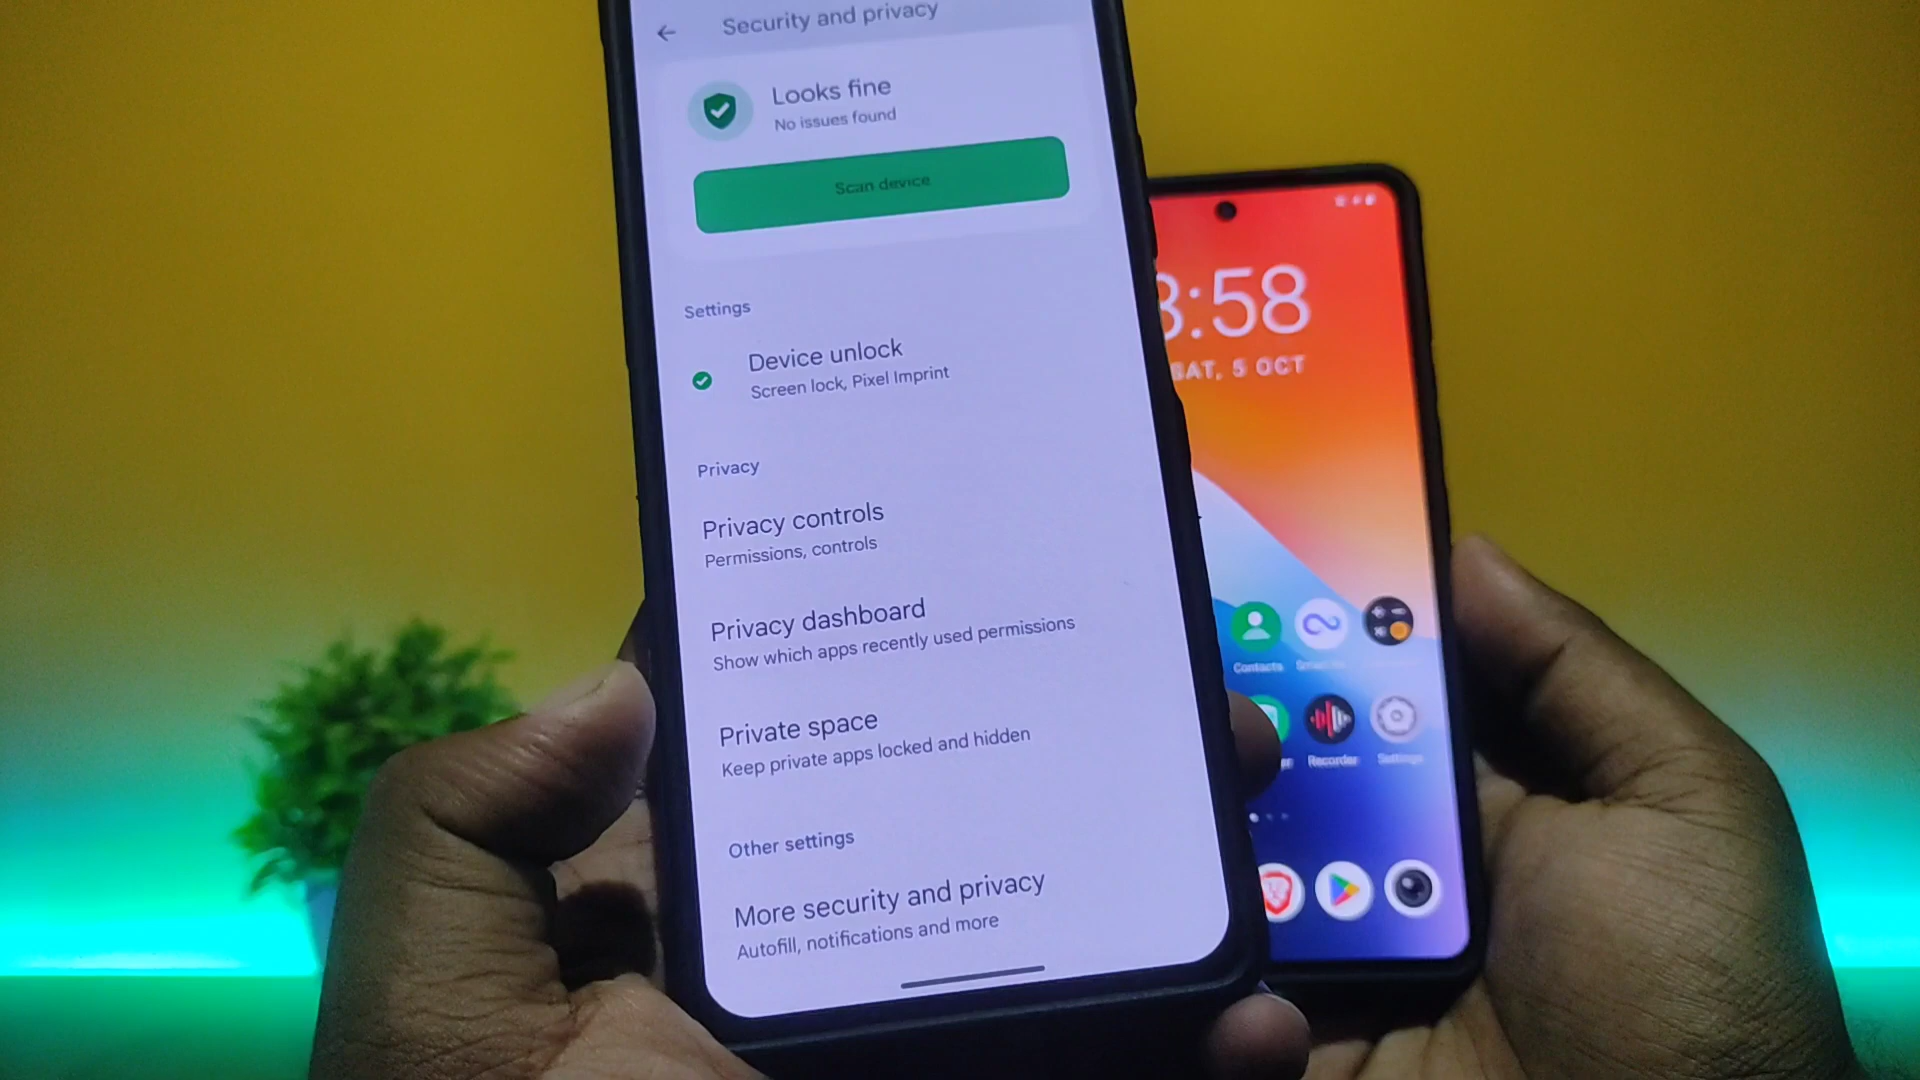 Security and privacy
Looks fine
No issues found
Scan device
Settings
Device unlock
Screen lock, Pixel Imprint
Privacy
Privacy controls
Permissions, controls
Privacy dashboard
Show which apps recently used permissions
Private space
Keep private apps locked and hidden
Other settings
More security and privacy
Autofill, notifications and more
8:58
SAT, 5 OCT
Contacts
Recorder
Settings